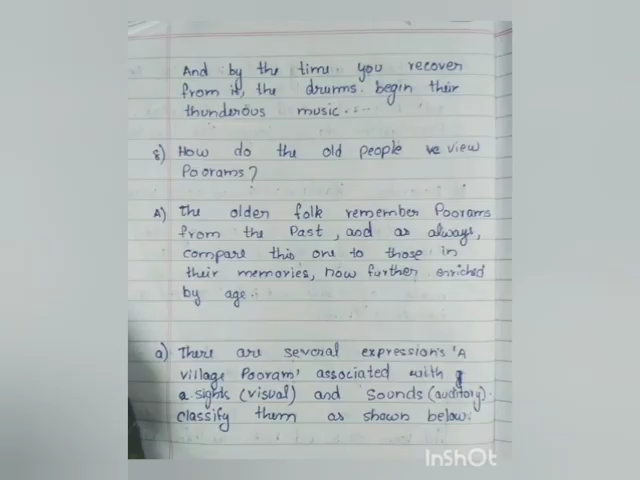 And by the time you recover
from it, the drums begin their
thunderous music...
8) How do the old people view
Poorams?
A) The older folk remember Poorams
from the Past, and as always,
compare this one to those in
their memories, now further enriched
by age.
a) There are several expressions 'A
village Pooram' associated with
a sights (visual) and Sounds (auditory).
classify them as shown below.
InShOt